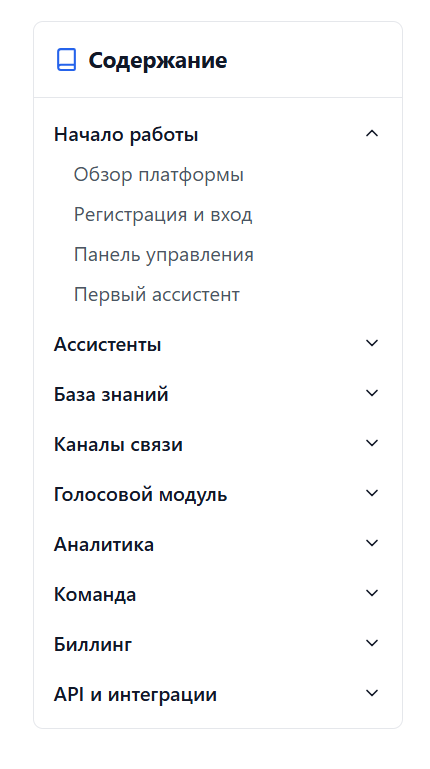 Содержание
Начало работы
Обзор платформы
Регистрация и вход
Панель управления
Первый ассистент
Ассистенты
База знаний
Каналы связи
Голосовой модуль
Аналитика
Команда
Биллинг
API и интеграции